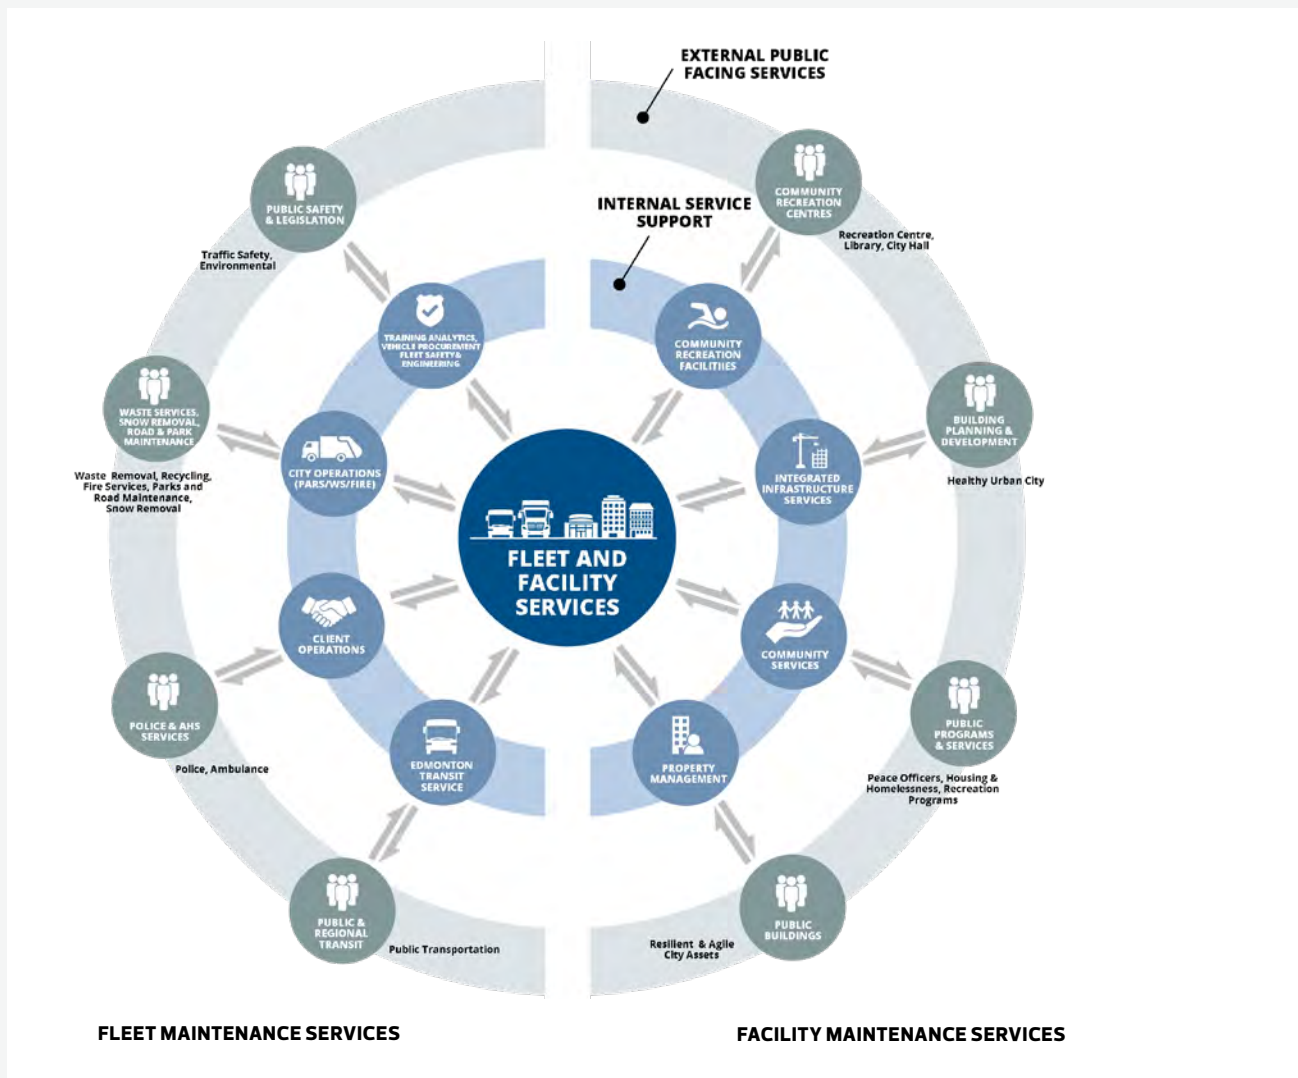 EXTERNAL PUBLIC
FACING SERVICES
INTERNAL SERVICE
SUPPORT
PUBLIC SAFETY
& LEGISLATION
Traffic Safety,
Environmental
TRAINING ANALYTICS,
VEHICLE PROCUREMENT
FLEET SAFETY &
ENGINEERING
WASTE SERVICES,
SNOW REMOVAL,
ROAD & PARK
MAINTENANCE
Waste Removal, Recycling,
Fire Services, Parks and
Road Maintenance,
Snow Removal
CITY OPERATIONS
(PARS/WS/FIRE)
CLIENT
OPERATIONS
POLICE & AHS
SERVICES
Police, Ambulance
EDMONTON
TRANSIT
SERVICE
PUBLIC &
REGIONAL
TRANSIT
Public Transportation
FLEET AND
FACILITY
SERVICES
COMMUNITY
RECREATION
CENTRES
Recreation Centre,
Library, City Hall
COMMUNITY
RECREATION
FACILITIIES
BUILDING
PLANNING &
DEVELOPMENT
Healthy Urban City
INTEGRATED
INFRASTRUCTURE
SERVICES
COMMUNITY
SERVICES
PUBLIC
PROGRAMS
& SERVICES
Peace Officers, Housing &
Homelessness, Recreation
Programs
PROPERTY
MANAGEMENT
PUBLIC
BUILDINGS
Resilient & Agile
City Assets
FLEET MAINTENANCE SERVICES
FACILITY MAINTENANCE SERVICES